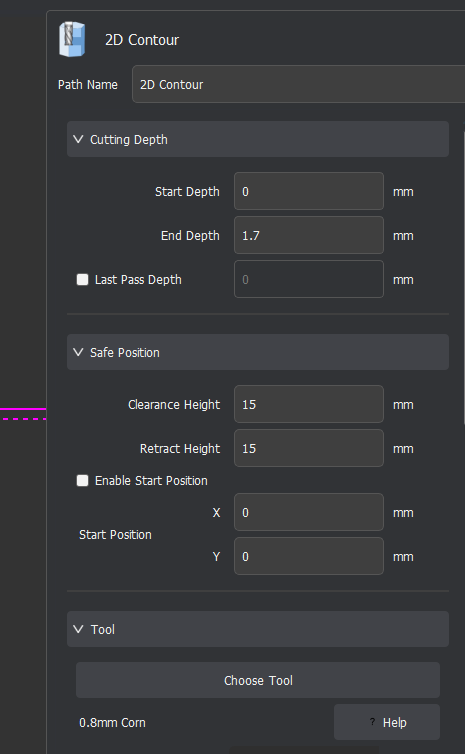 2D Contour
Path Name 2D Contour
Cutting Depth
Start Depth 0 mm
End Depth 1.7 mm
Last Pass Depth 0 mm
Safe Position
Clearance Height 15 mm
Retract Height 15 mm
Enable Start Position
X 0 mm
Start Position
Y 0 mm
Tool
Choose Tool
0.8mm Corn ? Help